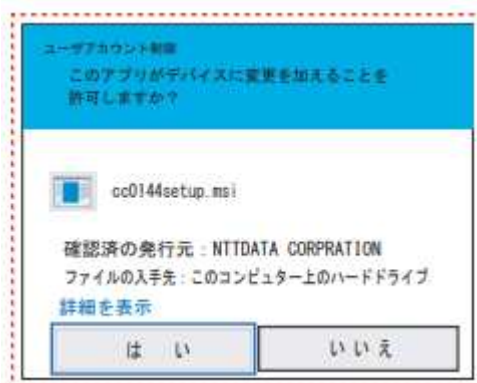 ユーザアカウント制御
このアプリがデバイスに変更を加えることを
許可しますか？
cc0144setup.msi
確認済の発行元：NTTDATA CORPRATION
ファイルの入手先：このコンピューター上のハードドライブ
詳細を表示
はい
いいえ